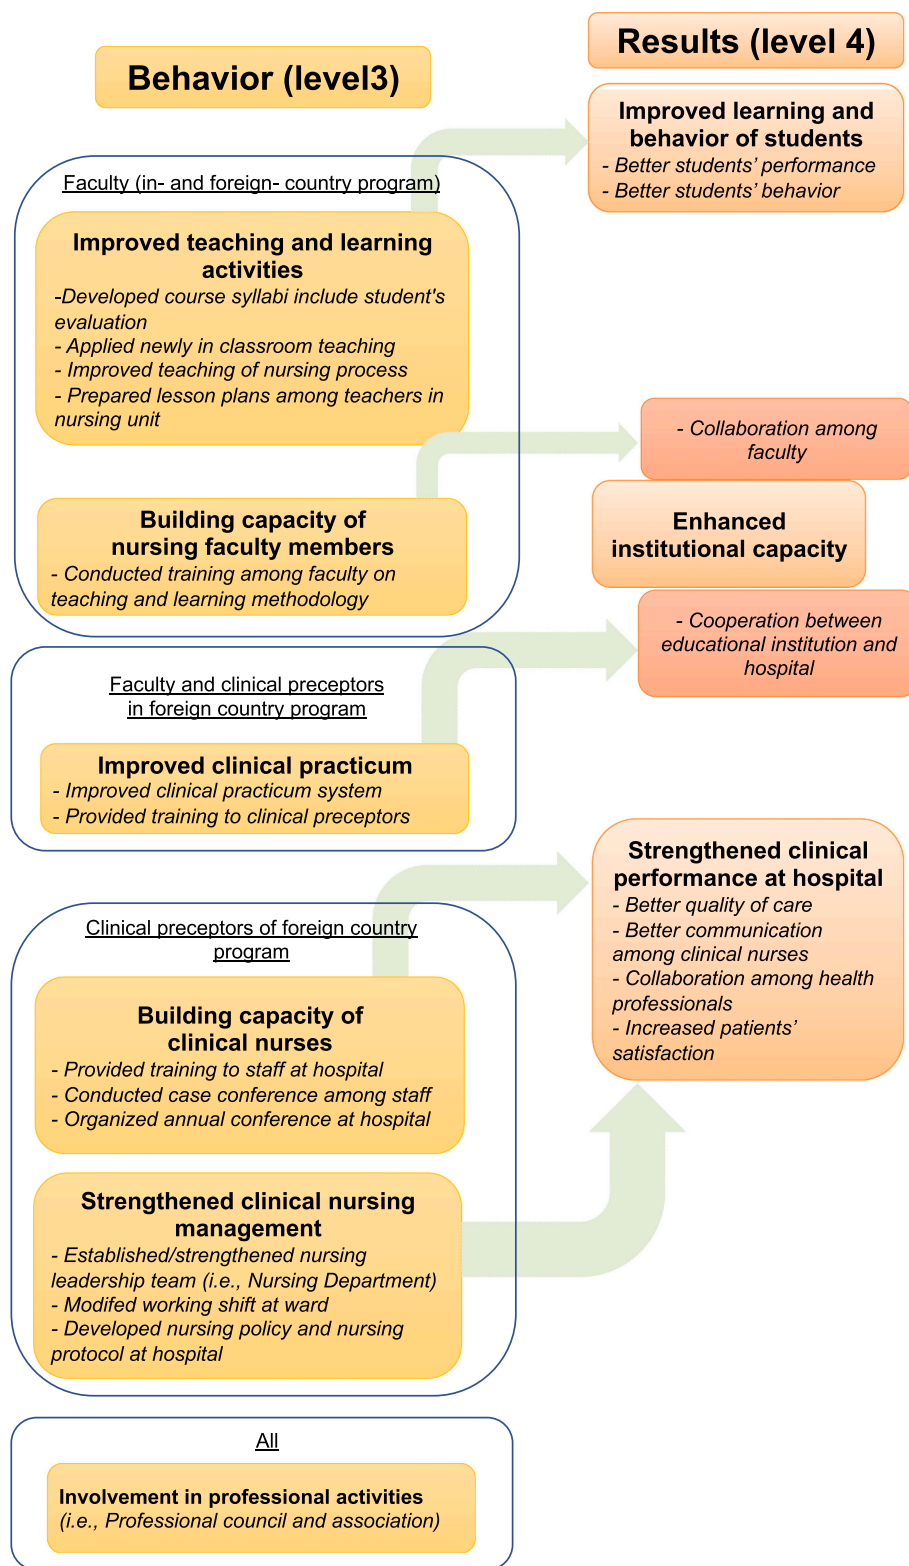 Behavior (level3)
Faculty (in- and foreign- country program)
Improved teaching and learning
activities
-Developed course syllabi include student's
evaluation
- Applied newly in classroom teaching
- Improved teaching of nursing process
- Prepared lesson plans among teachers in
nursing unit
Building capacity of
nursing faculty members
- Conducted training among faculty on
teaching and learning methodology
Faculty and clinical preceptors
in foreign country program
Improved clinical practicum
- Improved clinical practicum system
- Provided training to clinical preceptors
Clinical preceptors of foreign country
program
Building capacity of
clinical nurses
- Provided training to staff at hospital
- Conducted case conference among staff
- Organized annual conference at hospital
Strengthened clinical nursing
management
- Established/strengthened nursing
leadership team (i.e., Nursing Department)
- Modifed working shift at ward
- Developed nursing policy and nursing
protocol at hospital
All
Involvement in professional activities
(i.e., Professional council and association)
Results (level 4)
Improved learning and
behavior of students
- Better students’ performance
- Better students’ behavior
- Collaboration among
faculty
Enhanced
institutional capacity
- Cooperation between
educational institution and
hospital
Strengthened clinical
performance at hospital
- Better quality of care
- Better communication
among clinical nurses
- Collaboration among health
professionals
- Increased patients’
satisfaction